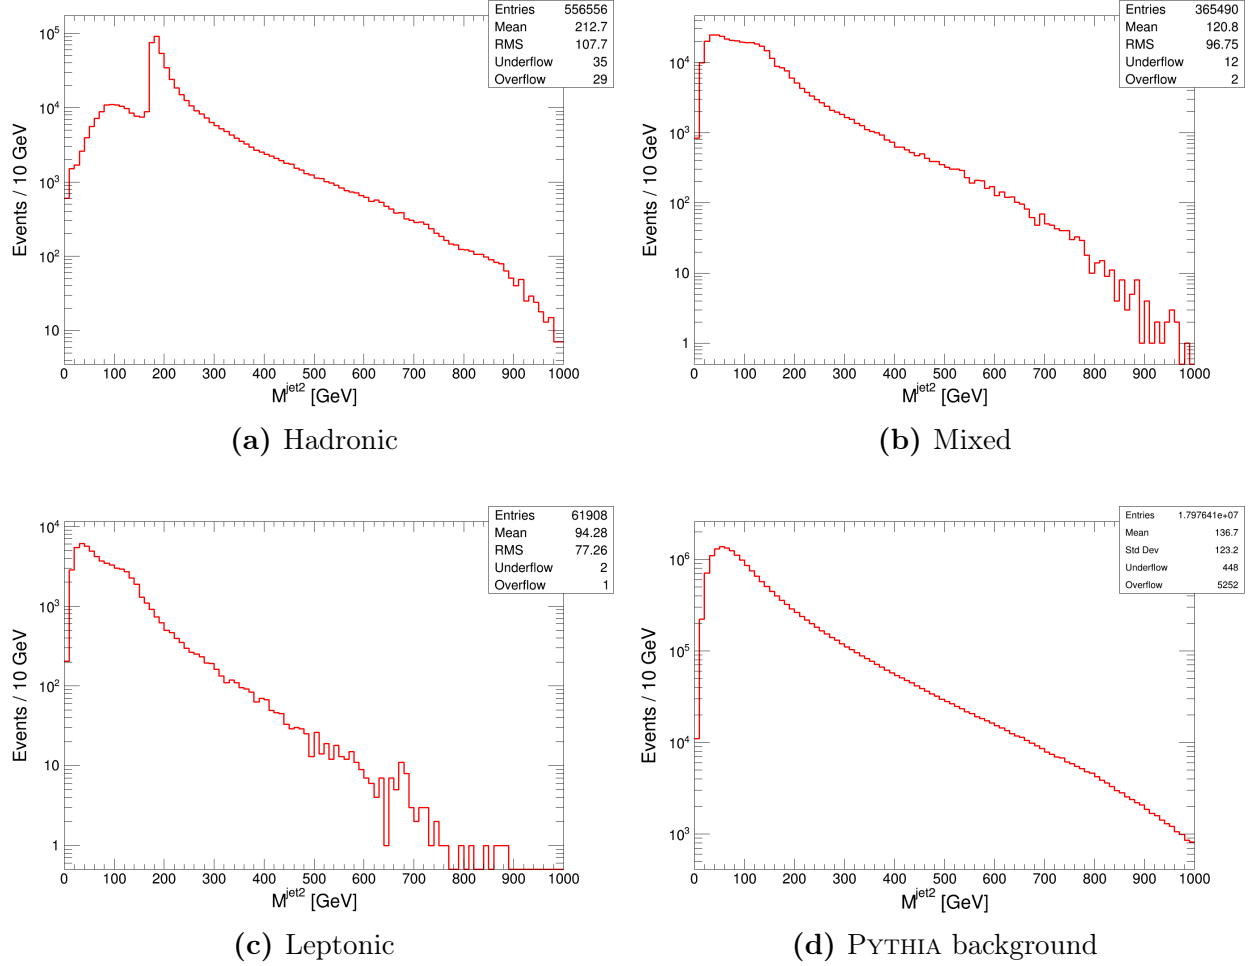 Entries 556556
Mean 212.7
RMS 107.7
Underflow 35
Overflow 29
10^5
10^4
10^3
10^2
10
Events / 10 GeV
0 100 200 300 400 500 600 700 800 900 1000
M^jet2 [GeV]
(a) Hadronic
Entries 365490
Mean 120.8
RMS 96.75
Underflow 12
Overflow 2
10^4
10^3
10^2
10
1
Events / 10 GeV
0 100 200 300 400 500 600 700 800 900 1000
M^jet2 [GeV]
(b) Mixed
Entries 61908
Mean 94.28
RMS 77.26
Underflow 2
Overflow 1
10^4
10^3
10^2
10
1
Events / 10 GeV
0 100 200 300 400 500 600 700 800 900 1000
M^jet2 [GeV]
(c) Leptonic
Entries 1.797641e+07
Mean 136.7
Std Dev 123.2
Underflow 448
Overflow 5252
10^6
10^5
10^4
10^3
Events / 10 GeV
0 100 200 300 400 500 600 700 800 900 1000
M^jet2 [GeV]
(d) PYTHIA background